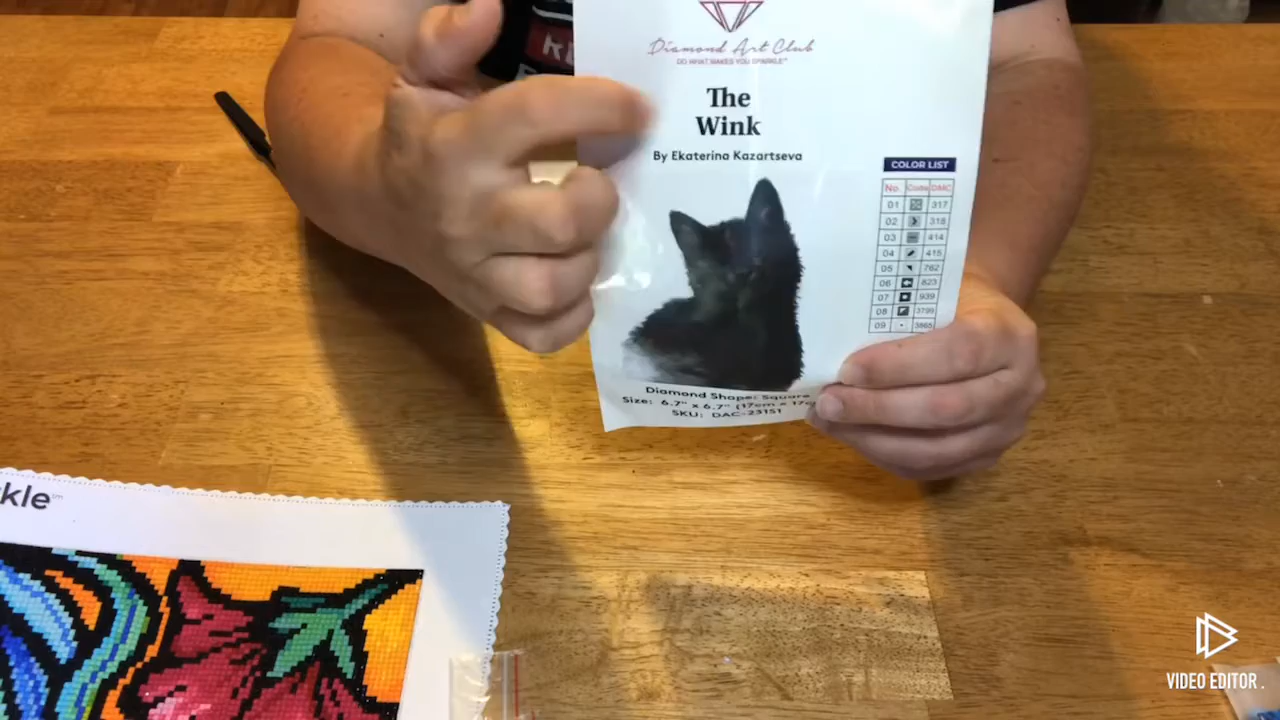 Diamond Art Club
DO WHAT MAKES YOU SPARKLE™
The
Wink
By Ekaterina Kazartseva
COLOR LIST
No. Code DMC
01 317
02 318
03 414
04 415
05 762
06 823
07 939
08 3799
09 3865
Diamond Shape: Square
Size: 6.7" x 6.7" (17cm x
SKU: DAC-23151
kle℠
VIDEO EDITOR .